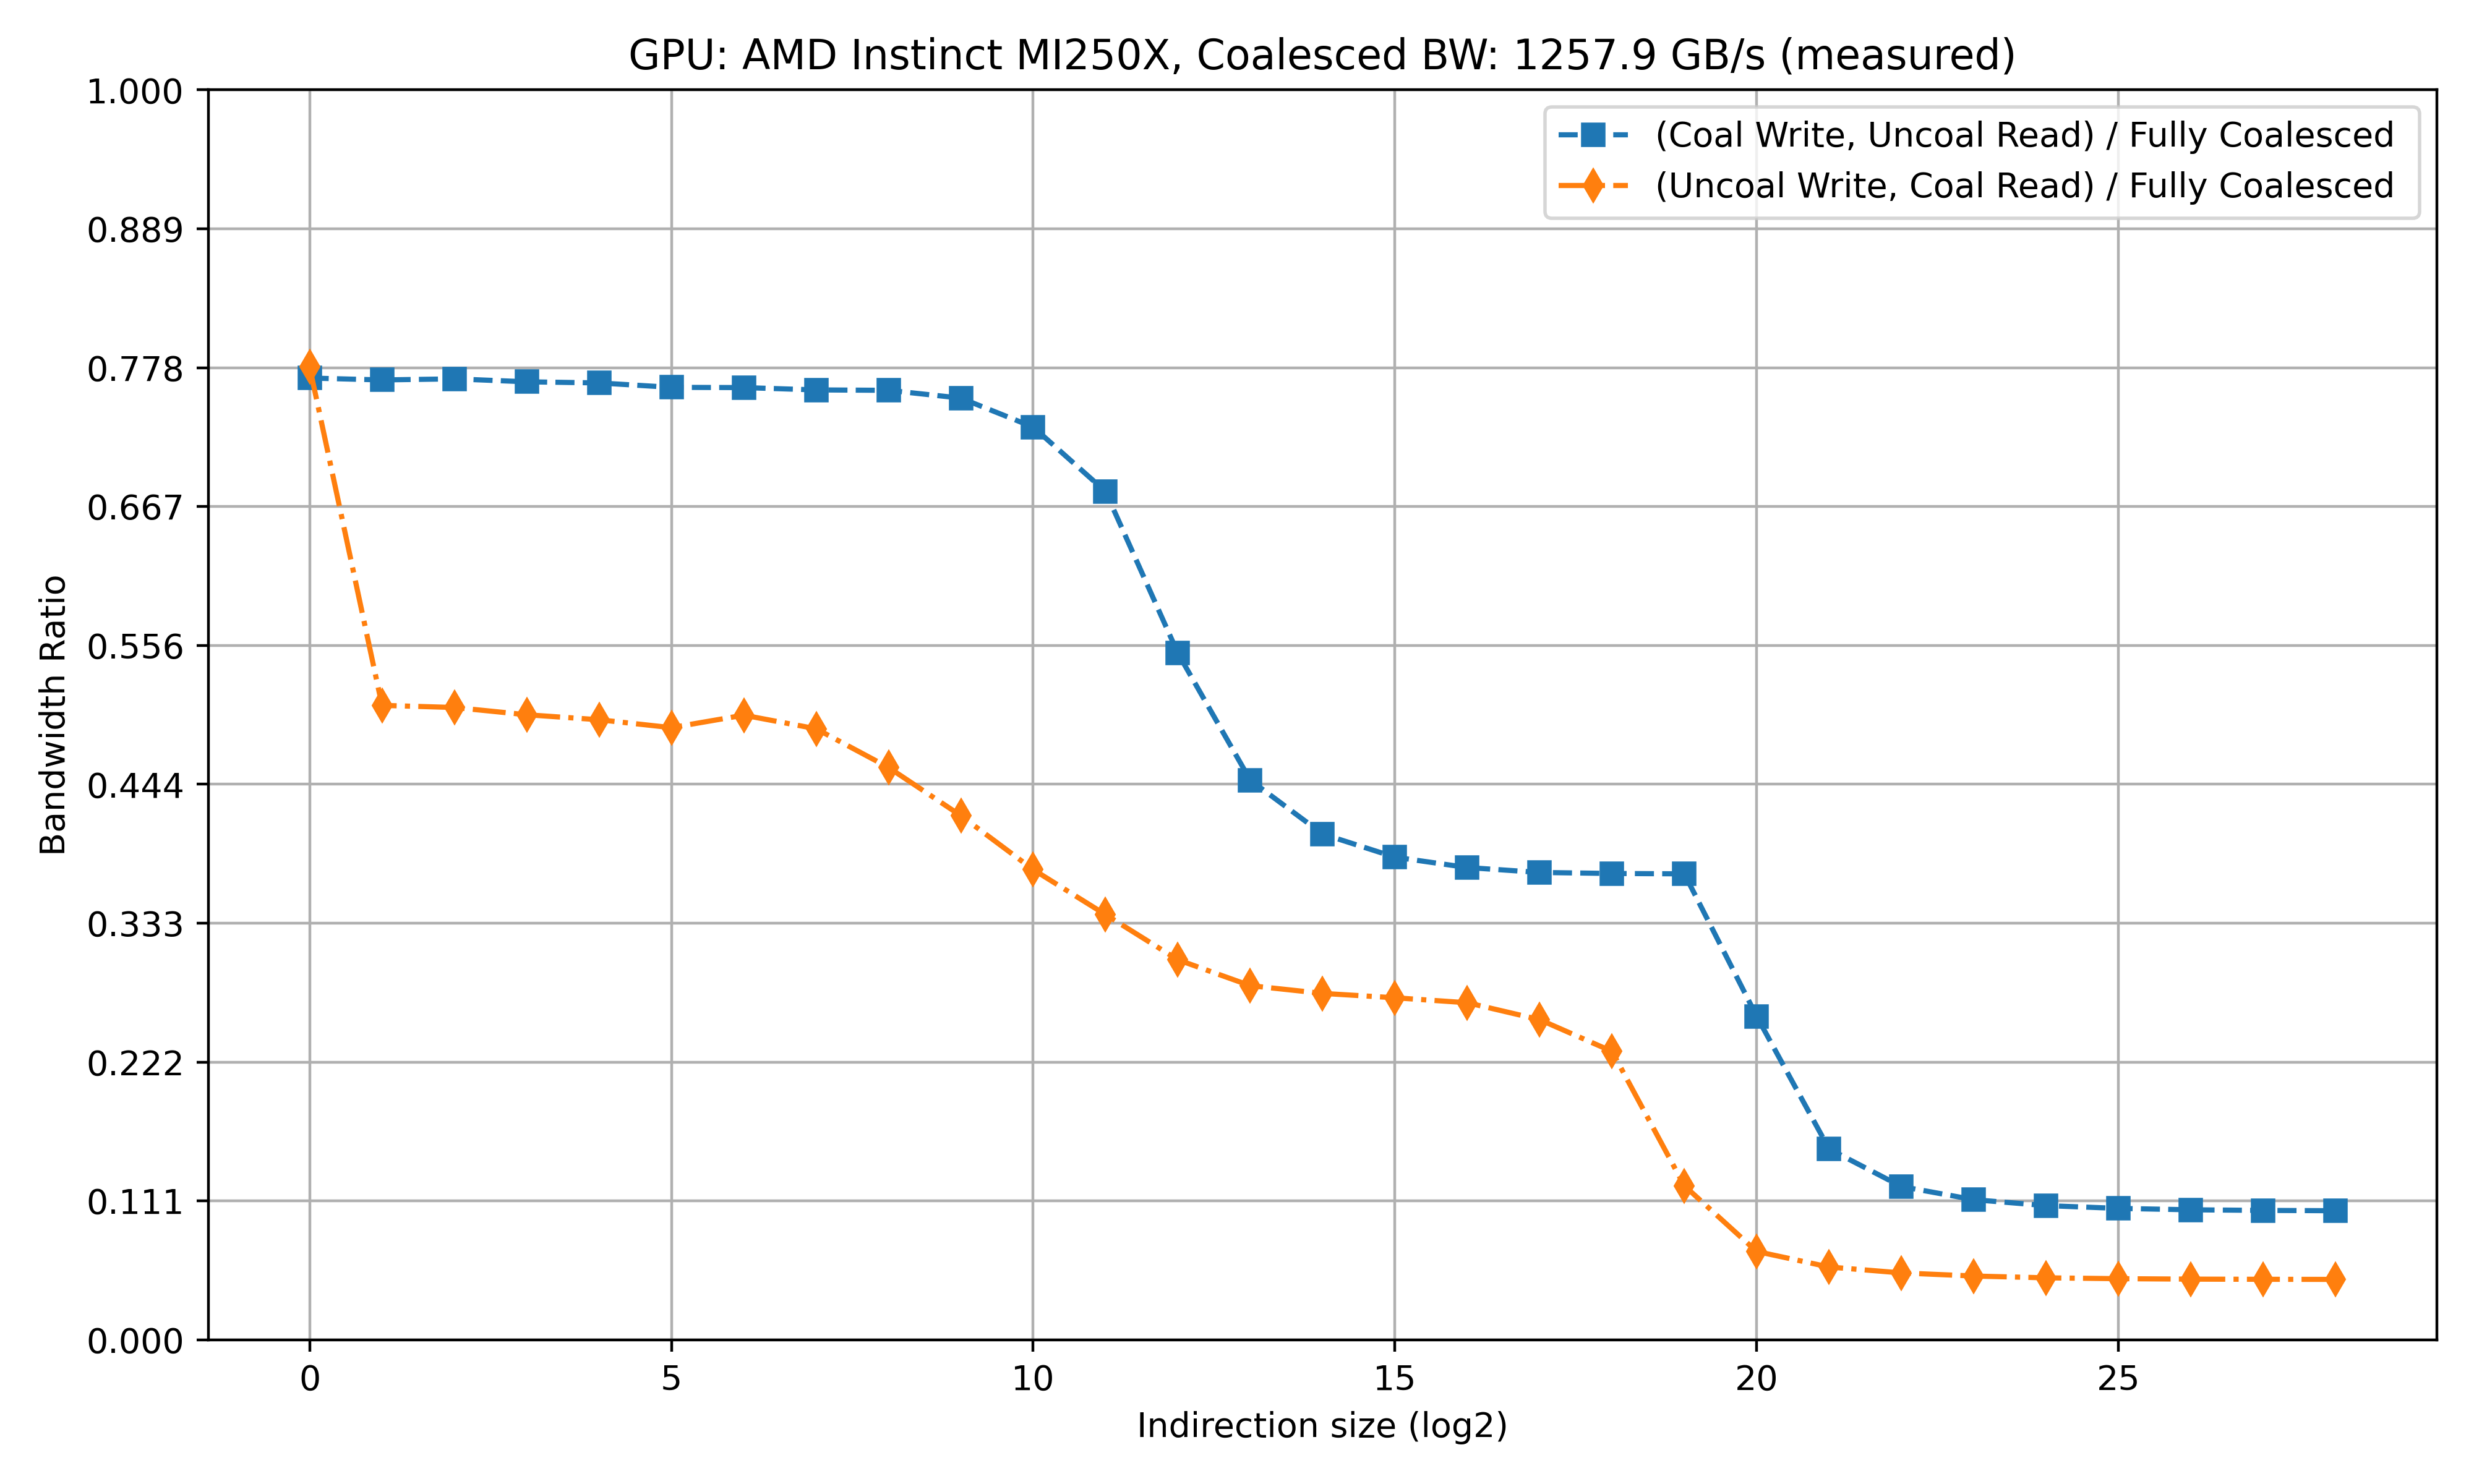 GPU: AMD Instinct MI250X, Coalesced BW: 1257.9 GB/s (measured)
(Coal Write, Uncoal Read) / Fully Coalesced
(Uncoal Write, Coal Read) / Fully Coalesced
Bandwidth Ratio
1.000
0.889
0.778
0.667
0.556
0.444
0.333
0.222
0.111
0.000
0 5 10 15 20 25
Indirection size (log2)